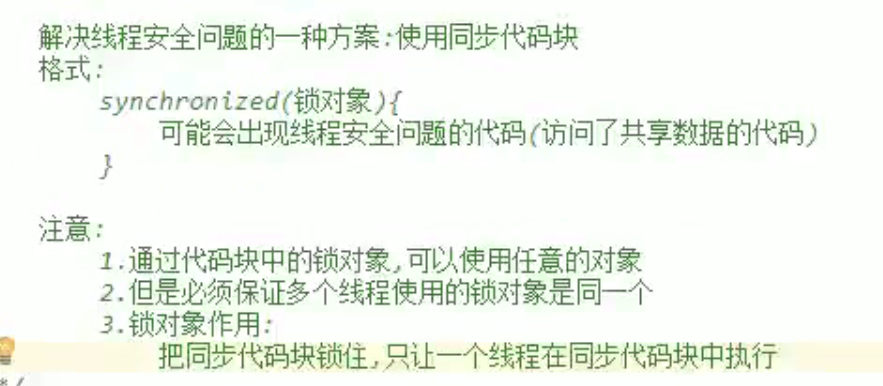 解决线程安全问题的一种方案:使用同步代码块
格式:
synchronized(锁对象){
可能会出现线程安全问题的代码(访问了共享数据的代码)
}
注意:
1.通过代码块中的锁对象,可以使用任意的对象
2.但是必须保证多个线程使用的锁对象是同一个
3.锁对象作用:
把同步代码块锁住,只让一个线程在同步代码块中执行
*/